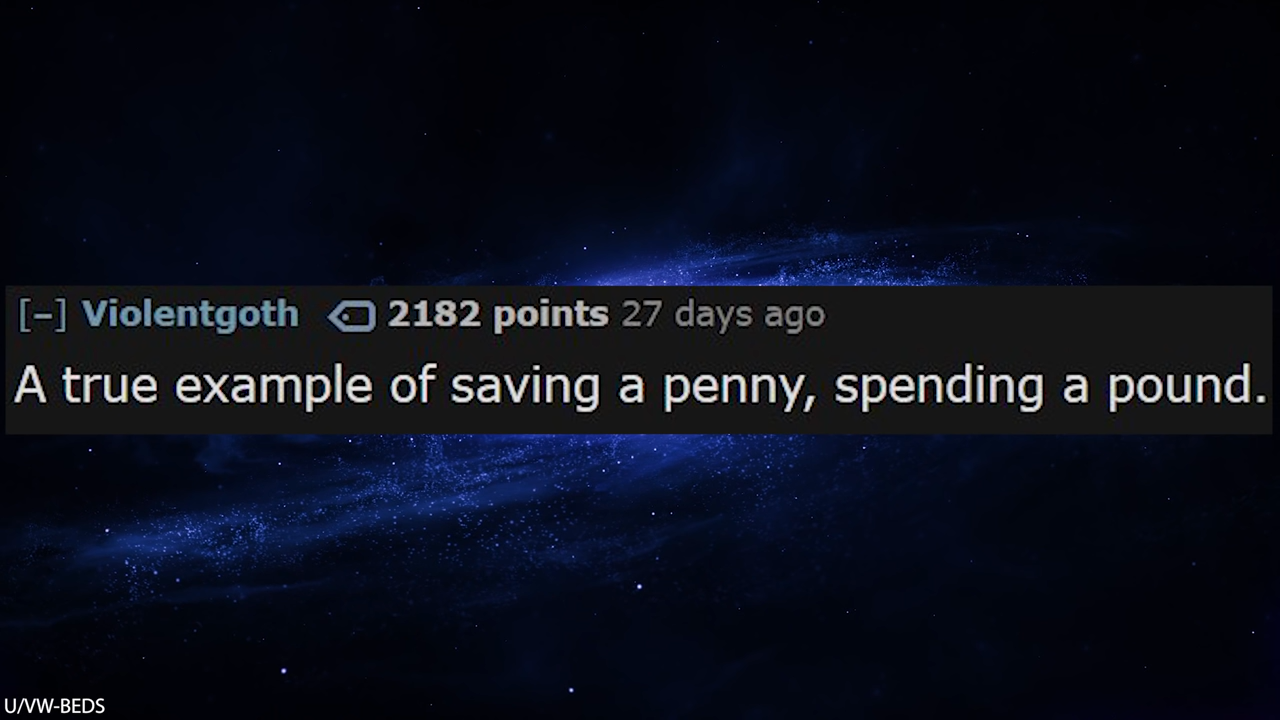 [–] Violentgoth 2182 points 27 days ago
A true example of saving a penny, spending a pound.
U/VW-BEDS